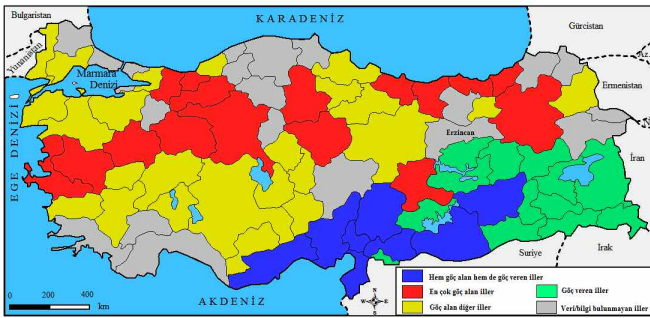 Bulgaristan
KARADENİZ
Gürcistan
Yunanistan
Az.
Marmara
Denizi
Ermenistan
N.
EGE DENİZİ
Erzincan
İran
Suriye
Irak
AKDENİZ
0 200 400
km
N
W E
S
Hem göç alan hem de göç veren iller
En çok göç alan iller
Göç veren iller
Göç alan diğer iller
Veri/bilgi bulunmayan iller